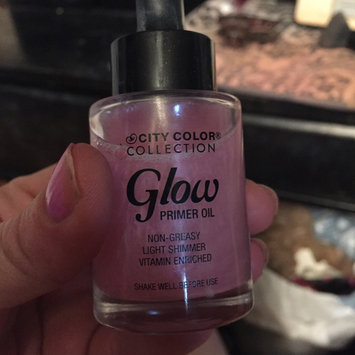 CITY COLOR®
COLLECTION
Glow
PRIMER OIL
NON-GREASY
LIGHT SHIMMER
VITAMIN ENRICHED
SHAKE WELL BEFORE USE